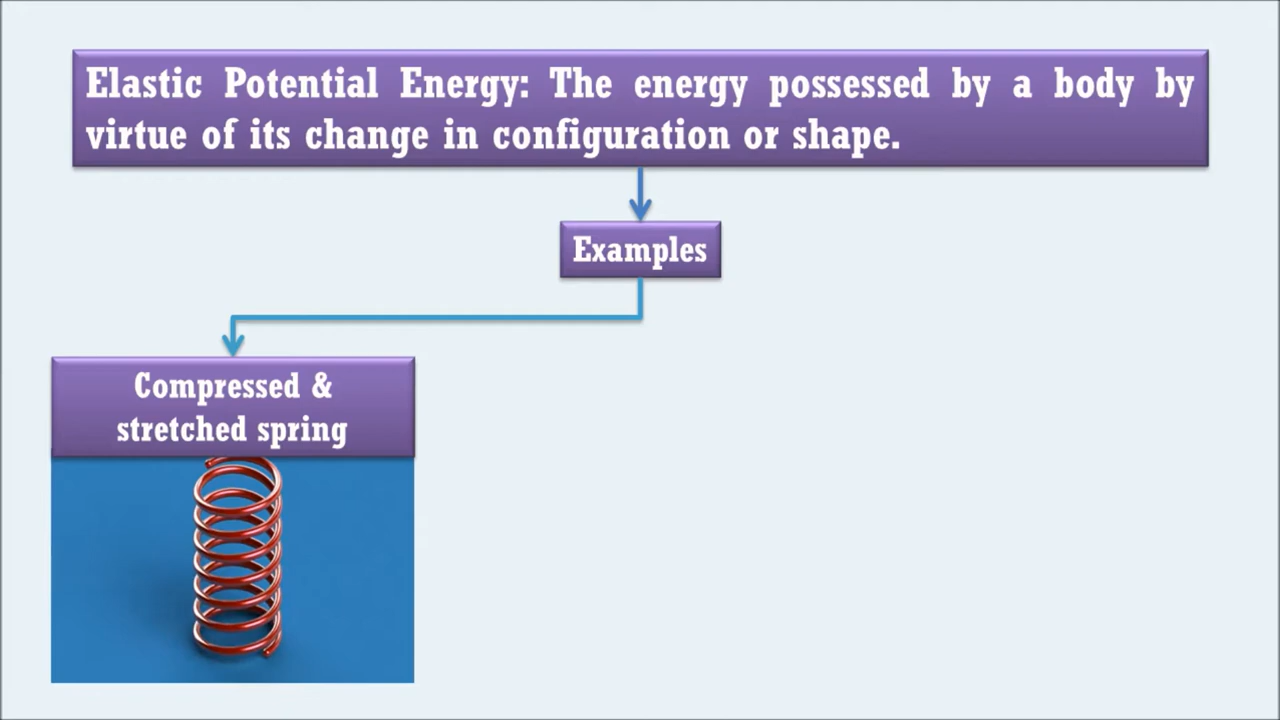 Elastic Potential Energy: The energy possessed by a body by
virtue of its change in configuration or shape.
Examples
Compressed &
stretched spring